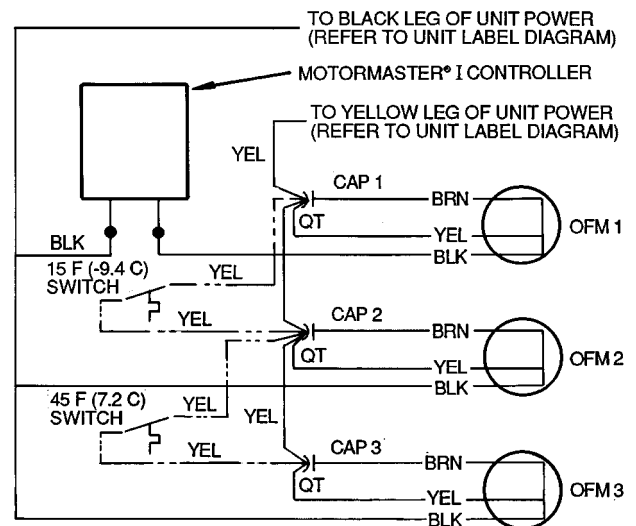 TO BLACK LEG OF UNIT POWER
(REFER TO UNIT LABEL DIAGRAM)
MOTORMASTER® I CONTROLLER
TO YELLOW LEG OF UNIT POWER
(REFER TO UNIT LABEL DIAGRAM)
YEL
CAP 1
BRN
QT
YEL
OFM 1
BLK
BLK
15 F (-9.4 C)
SWITCH
YEL
YEL
CAP 2
BRN
QT
YEL
OFM 2
BLK
45 F (7.2 C)
SWITCH
YEL
YEL
YEL
CAP 3
BRN
QT
YEL
OFM 3
BLK